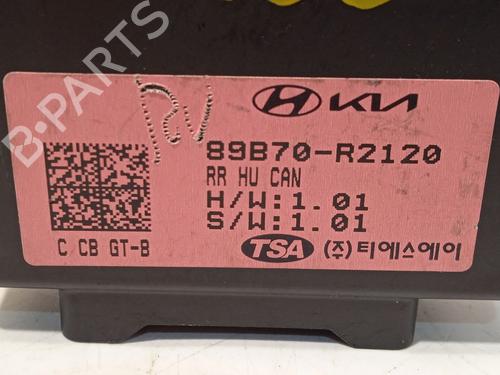 KIA
89B70-R2120
RR HU CAN
H/W:1.01
S/W:1.01
C CB GT-B
TSA (주)티에스에이
B-PARTS